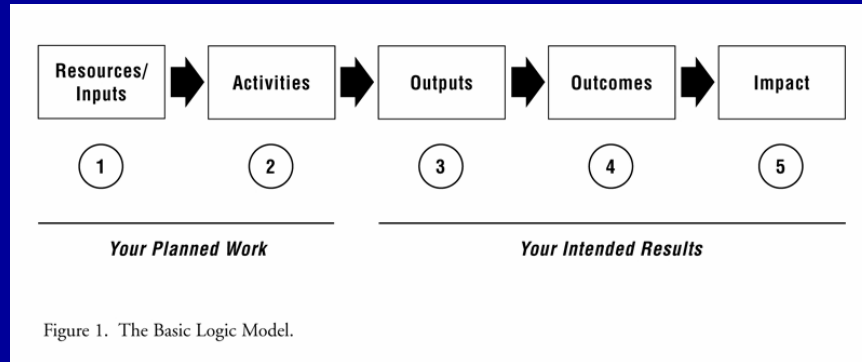 Resources/
Inputs
Activities
Outputs
Outcomes
Impact
1
2
3
4
5
Your Planned Work
Your Intended Results
Figure 1. The Basic Logic Model.